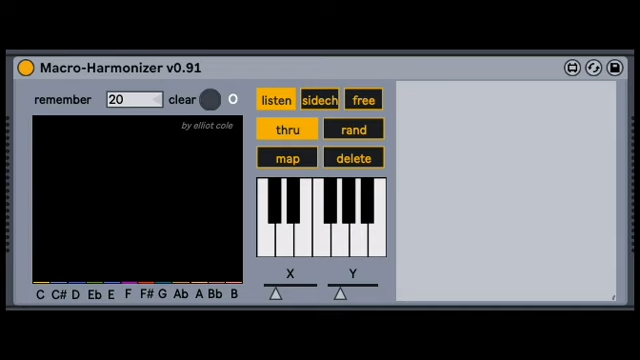 Macro-Harmonizer v0.91
remember 20 clear O
by elliot cole
listen sidech free
thru rand
map delete
X Y
C C# D Eb E F F# G Ab A Bb B